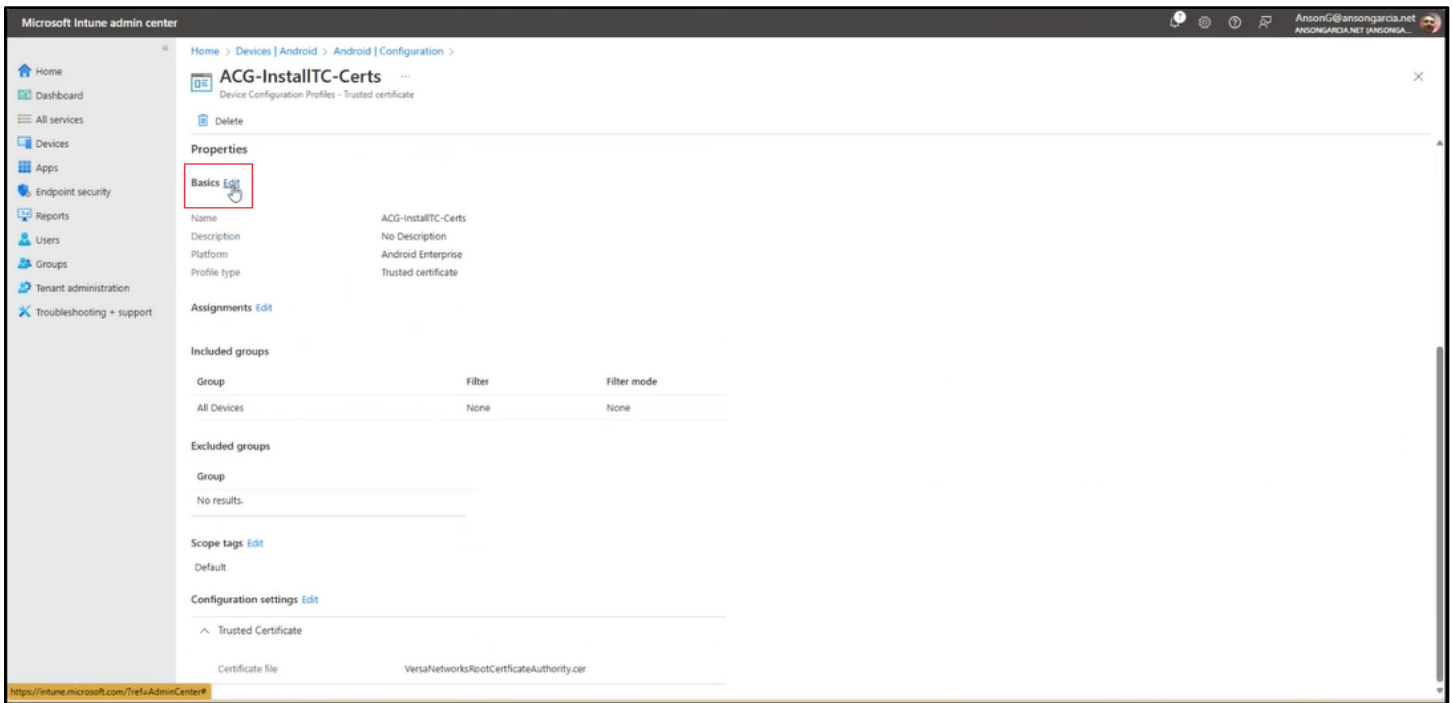 Microsoft Intune admin center
AnsonG@ansongarcia.net
ANSONGARCIA.NET (ANSONGA...
Home > Devices | Android > Android | Configuration >
Home
Dashboard
All services
Devices
Apps
Endpoint security
Reports
Users
Groups
Tenant administration
Troubleshooting + support
ACG-InstallTC-Certs ...
Device Configuration Profiles - Trusted certificate
Delete
Properties
Basics Edit
Name ACG-InstallTC-Certs
Description No Description
Platform Android Enterprise
Profile type Trusted certificate
Assignments Edit
Included groups
Group Filter Filter mode
All Devices None None
Excluded groups
Group
No results.
Scope tags Edit
Default
Configuration settings Edit
Trusted Certificate
Certificate file VersaNetworksRootCertficateAuthority.cer
https://intune.microsoft.com/?ref=AdminCenter#